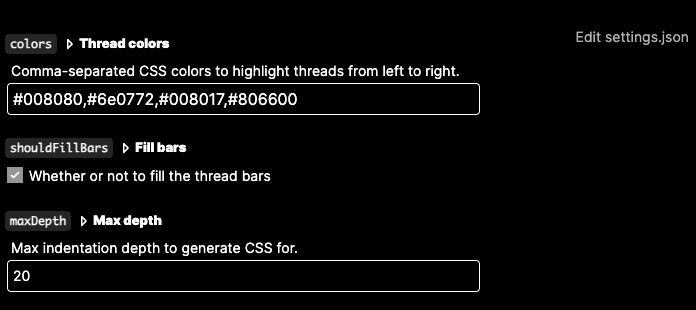 colors Thread colors
Edit settings.json
Comma-separated CSS colors to highlight threads from left to right.
#008080,#6e0772,#008017,#806600
shouldFillBars Fill bars
Whether or not to fill the thread bars
maxDepth Max depth
Max indentation depth to generate CSS for.
20